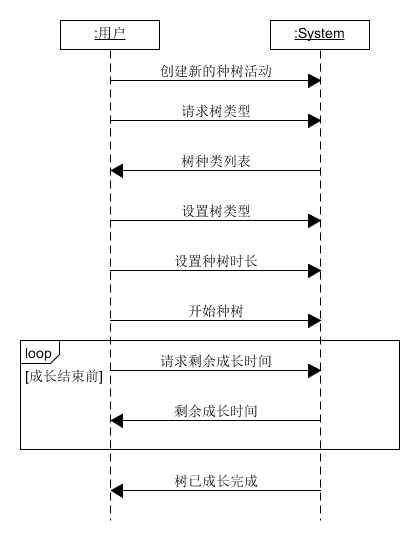 :用户
:System
创建新的种树活动
请求树类型
树种类列表
设置树类型
设置种树时长
开始种树
loop
请求剩余成长时间
[成长结束前]
剩余成长时间
树已成长完成